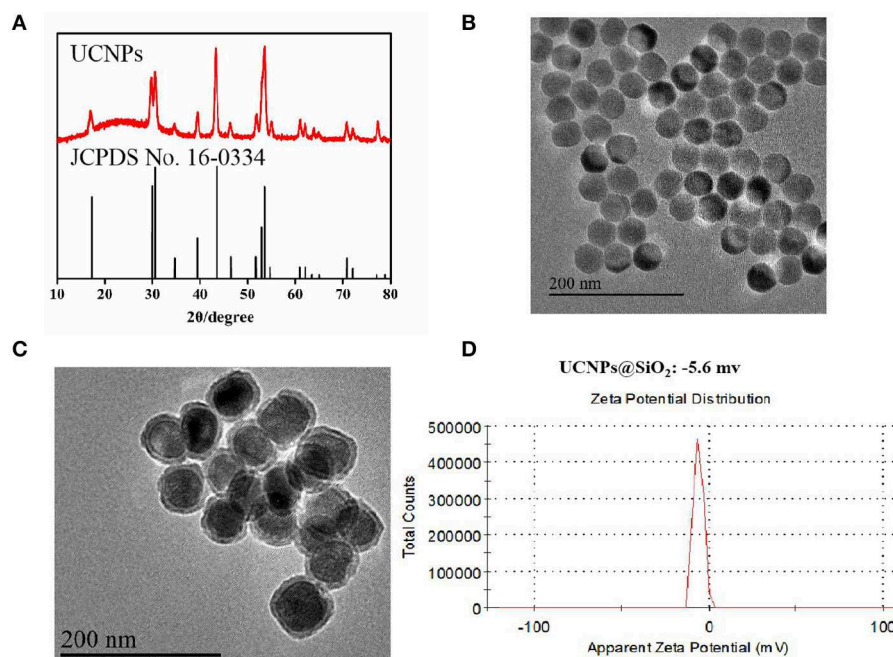 A
UCNPs
JCPDS No. 16-0334
10 20 30 40 50 60 70 80
2θ/degree
B
200 nm
C
200 nm
D
UCNPs@SiO₂: -5.6 mv
Zeta Potential Distribution
Total Counts
500000
400000
300000
200000
100000
0
-100 0 100
Apparent Zeta Potential (mV)